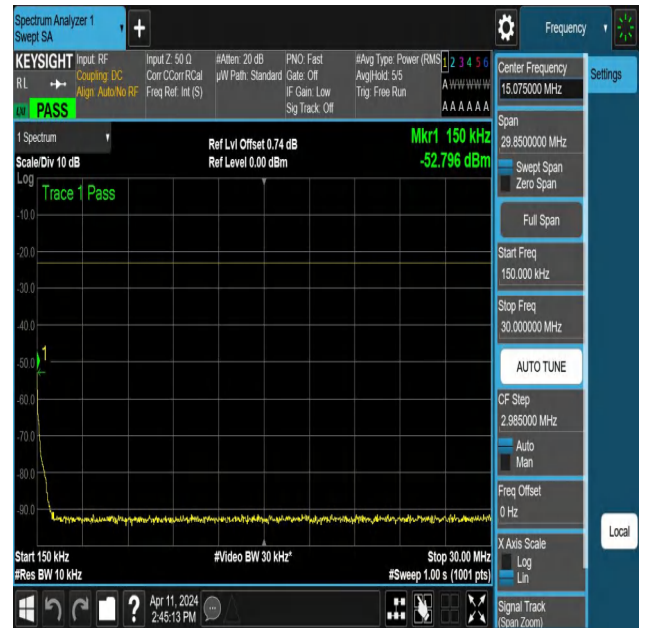 Spectrum Analyzer 1
Swept SA
+
Frequency
KEYSIGHT
RL
LXI
PASS
Input: RF
Coupling: DC
Align: Auto/No RF
Input Z: 50 Ω
Corr CCorr RCal
Freq Ref: Int (S)
#Atten: 20 dB
µW Path: Standard
PNO: Fast
Gate: Off
IF Gain: Low
Sig Track: Off
#Avg Type: Power (RMS
Avg|Hold: 5/5
Trig: Free Run
1 2 3 4 5 6
A W W W W W
A A A A A A
1 Spectrum
Scale/Div 10 dB
Log
Ref Lvl Offset 0.74 dB
Ref Level 0.00 dBm
Mkr1 150 kHz
-52.796 dBm
Trace 1 Pass
-10.0
-20.0
-30.0
-40.0
1
-50.0
-60.0
-70.0
-80.0
-90.0
Start 150 kHz
#Res BW 10 kHz
#Video BW 30 kHz*
Stop 30.00 MHz
#Sweep 1.00 s (1001 pts)
Apr 11, 2024
2:45:13 PM
?
Center Frequency
15.075000 MHz
Settings
Span
29.8500000 MHz
Swept Span
Zero Span
Full Span
Start Freq
150.000 kHz
Stop Freq
30.000000 MHz
AUTO TUNE
CF Step
2.985000 MHz
Auto
Man
Freq Offset
0 Hz
X Axis Scale
Log
Lin
Local
Signal Track
(Span Zoom)